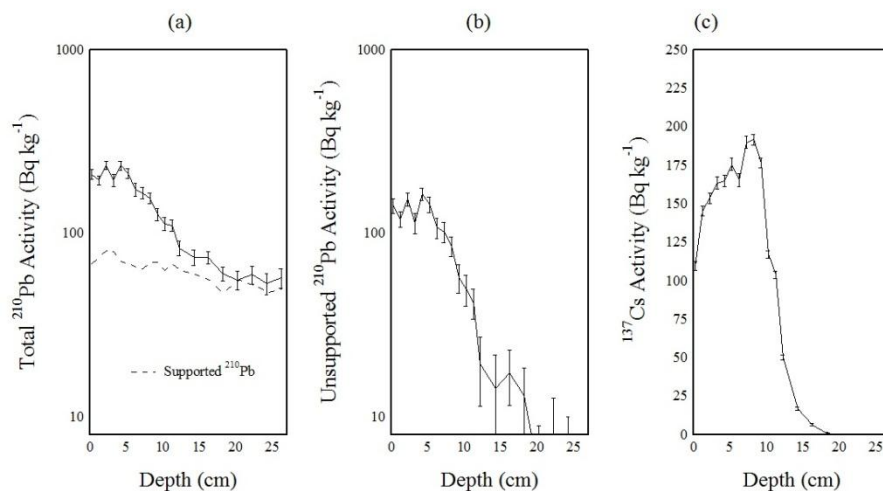 (a)
Total ²¹⁰Pb Activity (Bq kg⁻¹)
1000
100
10
Supported ²¹⁰Pb
0 5 10 15 20 25
Depth (cm)
(b)
Unsupported ²¹⁰Pb Activity (Bq kg⁻¹)
1000
100
10
0 5 10 15 20 25
Depth (cm)
(c)
¹³⁷Cs Activity (Bq kg⁻¹)
250
225
200
175
150
125
100
75
50
25
0
0 5 10 15 20 25
Depth (cm)